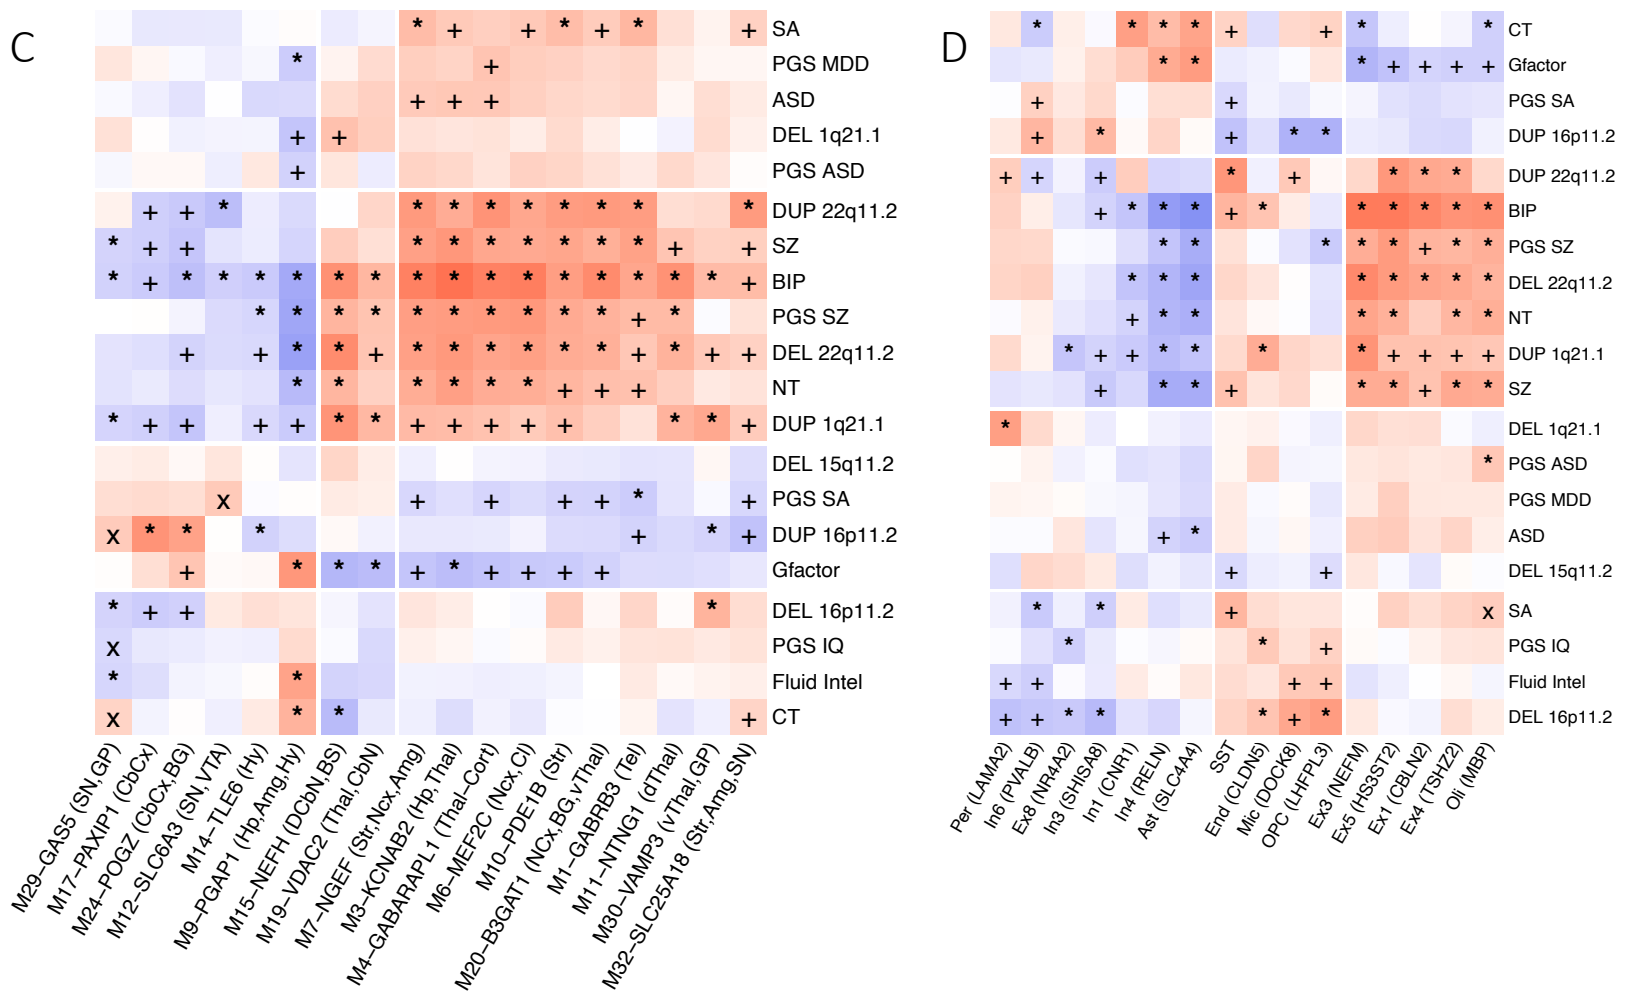 C
* + + * + * + SA
* + PGS MDD
+ + + ASD
+ + DEL 1q21.1
+ PGS ASD
+ + * * * * * * * * * DUP 22q11.2
* + + * * * * * * * + + SZ
* + * * * * * * * * * * * * * * * + BIP
* * * * * * * * * * + * PGS SZ
+ + * * + * * * * * * + * + + DEL 22q11.2
* * * * * * + + + NT
* + + + + * * + + + + + * * + DUP 1q21.1
DEL 15q11.2
x + + + + * + PGS SA
x * * * + * + DUP 16p11.2
+ * * * + * + + + + Gfactor
* + + * DEL 16p11.2
x PGS IQ
* * Fluid Intel
x * * + CT
M29−GAS5 (SN,GP)
M17−PAXIP1 (CbCx)
M24−POGZ (CbCx,BG)
M12−SLC6A3 (SN,VTA)
M14−TLE6 (Hy)
M9−PGAP1 (Hp,Amg,Hy)
M15−NEFH (DCbN,BS)
M19−VDAC2 (Thal,CbN)
M7−NGEF (Str,Ncx,Amg)
M3−KCNAB2 (Hp,Thal)
M4−GABARAPL1 (Thal−Cort)
M6−MEF2C (Ncx,Cl)
M10−PDE1B (Str)
M20−B3GAT1 (NCx,BG,vThal)
M1−GABRB3 (Tel)
M11−NTNG1 (dThal)
M30−VAMP3 (vThal,GP)
M32−SLC25A18 (Str,Amg,SN)
D
* * * * + + * * CT
* * * + + + + Gfactor
+ + PGS SA
+ * + * * DUP 16p11.2
+ + + * + * * * DUP 22q11.2
+ * * * + * * * * * * BIP
* * * * * + * * PGS SZ
* * * * * * * * DEL 22q11.2
+ * * * * * * NT
* + + * * * * + + + + DUP 1q21.1
+ * * + * * + * * SZ
* DEL 1q21.1
* PGS ASD
PGS MDD
+ * ASD
+ + DEL 15q11.2
* * + x SA
* * + PGS IQ
+ + + + Fluid Intel
+ + * * * + * DEL 16p11.2
Per (LAMA2)
In6 (PVALB)
Ex8 (NR4A2)
In3 (SHISA8)
In1 (CNR1)
In4 (RELN)
Ast (SLC4A4)
SST
End (CLDN5)
Mic (DOCK8)
OPC (LHFPL3)
Ex3 (NEFM)
Ex5 (HS3ST2)
Ex1 (CBLN2)
Ex4 (TSHZ2)
Oli (MBP)